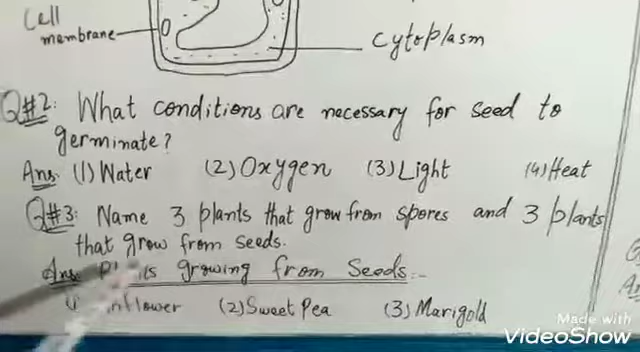 Cell
membrane
Cytoplasm
Q#2: What conditions are necessary for seed to
germinate?
Ans. (1) Water (2) Oxygen (3) Light (4) Heat
Q#3: Name 3 plants that grow from spores and 3 plants
that grow from seeds.
Ans: growing from Seeds:-
(2) Sweet Pea (3) Marigold
Made with
VideoShow